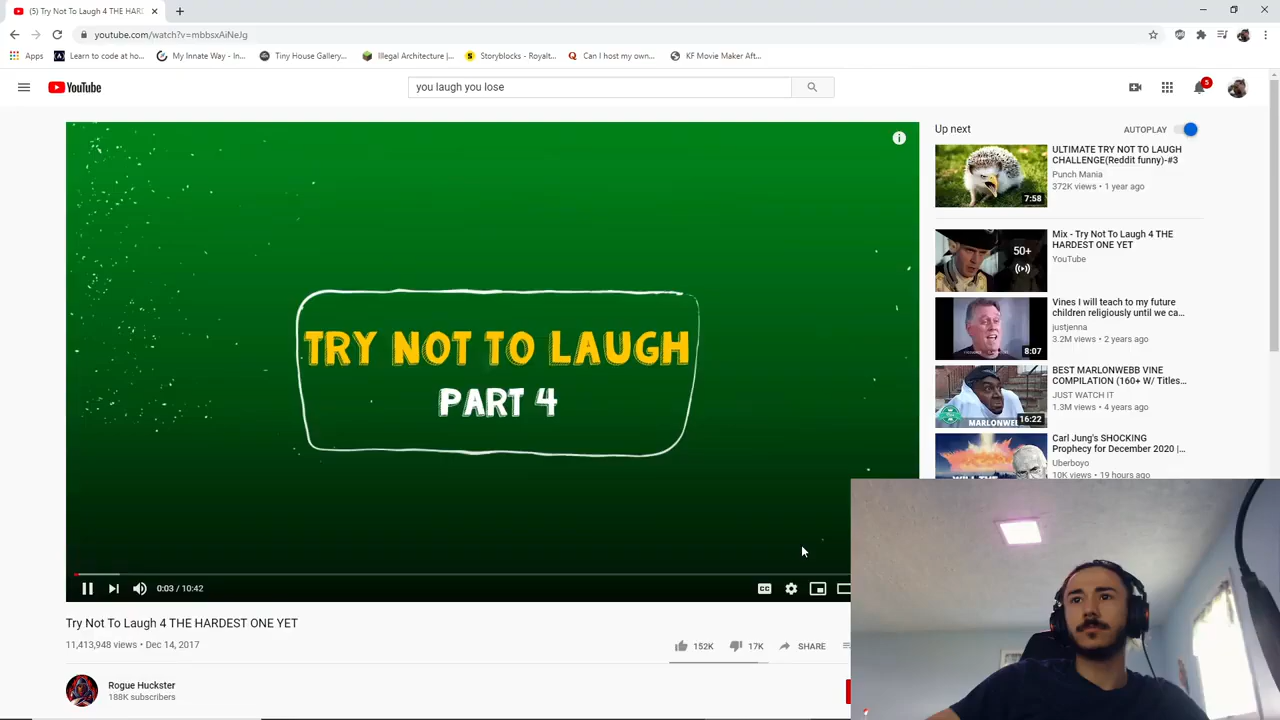 (5) Try Not To Laugh 4 THE HAR
youtube.com/watch?v=mbbsxAiNeJg
Apps
Learn to code at ho...
My Innate Way - In...
Tiny House Gallery...
Illegal Architecture |...
Storyblocks - Royalt...
Can I host my own...
KF Movie Maker Aft...
YouTube
you laugh you lose
5
Up next
AUTOPLAY
ULTIMATE TRY NOT TO LAUGH
CHALLENGE(Reddit funny)-#3
Punch Mania
372K views • 1 year ago
7:58
Mix - Try Not To Laugh 4 THE
HARDEST ONE YET
YouTube
50+
Vines I will teach to my future
children religiously until we ca...
justjenna
3.2M views • 2 years ago
8:07
BEST MARLONWEBB VINE
COMPILATION (160+ W/ Titles...
JUST WATCH IT
1.3M views • 4 years ago
16:22
Carl Jung's SHOCKING
Prophecy for December 2020 |...
Uberboyo
10K views • 19 hours ago
TRY NOT TO LAUGH
PART 4
0:03 / 10:42
CC
Try Not To Laugh 4 THE HARDEST ONE YET
11,413,948 views • Dec 14, 2017
152K
17K
SHARE
Rogue Huckster
188K subscribers